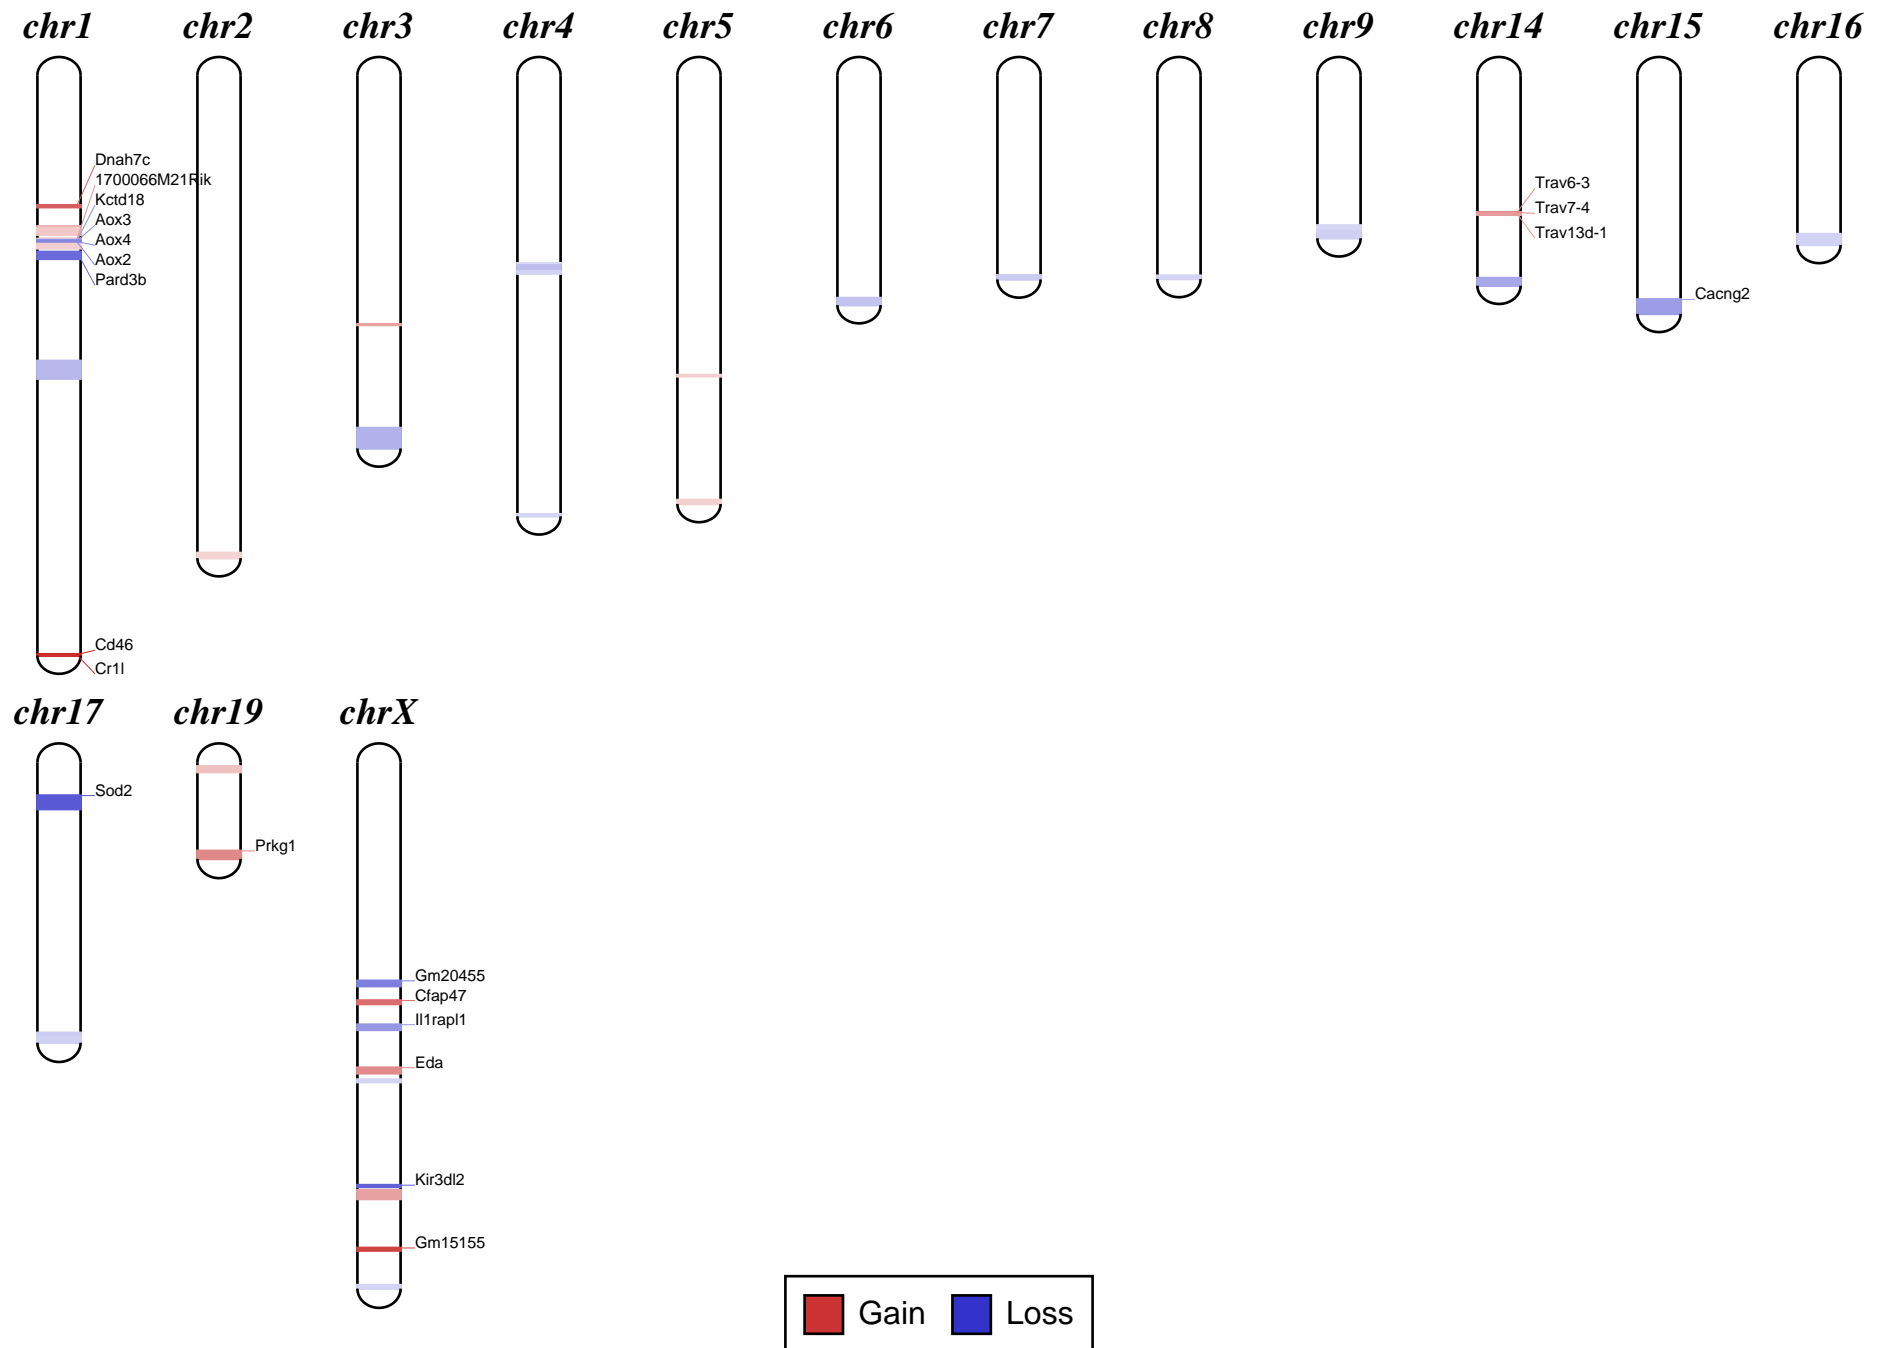 chr1 chr2 chr3 chr4 chr5 chr6 chr7 chr8 chr9 chr14 chr15 chr16
Dnah7c
1700066M21Rik
Kctd18
Aox3
Aox4
Aox2
Pard3b
Cd46
Cr1l
Trav6-3
Trav7-4
Trav13d-1
Cacng2
chr17 chr19 chrX
Sod2
Prkg1
Gm20455
Cfap47
Il1rapl1
Eda
Kir3dl2
Gm15155
Gain Loss